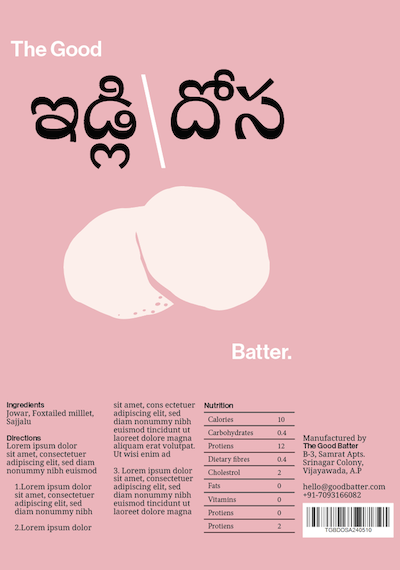 The Good
ఇడ్లి\దోస
Batter.
Ingredients
Jowar, Foxtailed milliet,
Sajjalu
Directions
Lorem ipsum dolor
sit amet, consectetuer
adipiscing elit, sed diam
nonummy nibh euismod
1.Lorem ipsum dolor
sit amet, consectetuer
adipiscing elit, sed
diam nonummy nibh
2.Lorem ipsum dolor
sit amet, cons ectetuer
adipiscing elit, sed
diam nonummy nibh
euismod tincidunt ut
laoreet dolore magna
aliquam erat volutpat.
Ut wisi enim ad
3. Lorem ipsum dolor
sit amet, consectetuer
adipiscing elit, sed
diam nonummy nibh
euismod tincidunt ut
laoreet dolore magna
Nutrition
Calories 10
Carbohydrates 0.4
Protiens 12
Dietary fibres 0.4
Cholestrol 2
Fats 0
Vitamins 0
Protiens 0
Protiens 2
Manufactured by
The Good Batter
B-3, Samrat Apts.
Srinagar Colony,
Vijayawada, A.P
hello@goodbatter.com
+91-7093166082
TGBDOSA240510